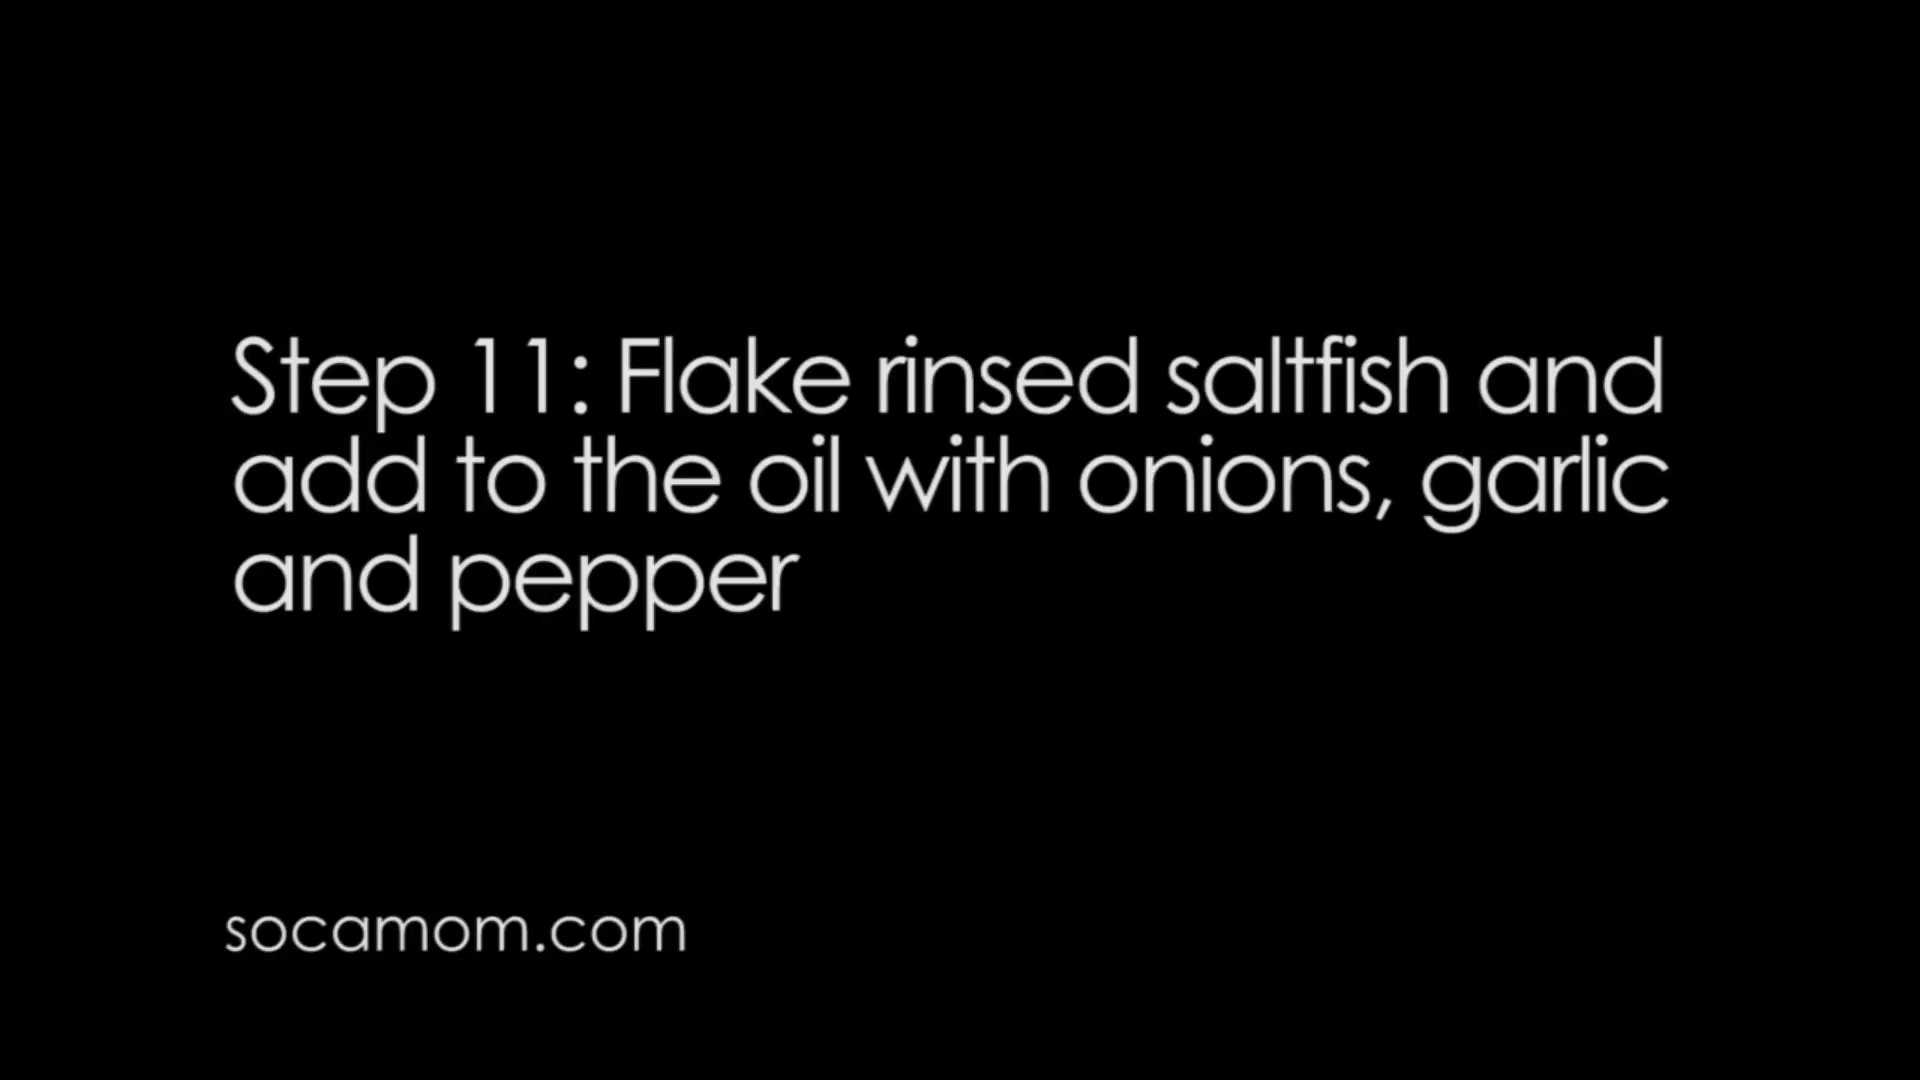 Step 11: Flake rinsed saltfish and
add to the oil with onions, garlic
and pepper
socamom.com